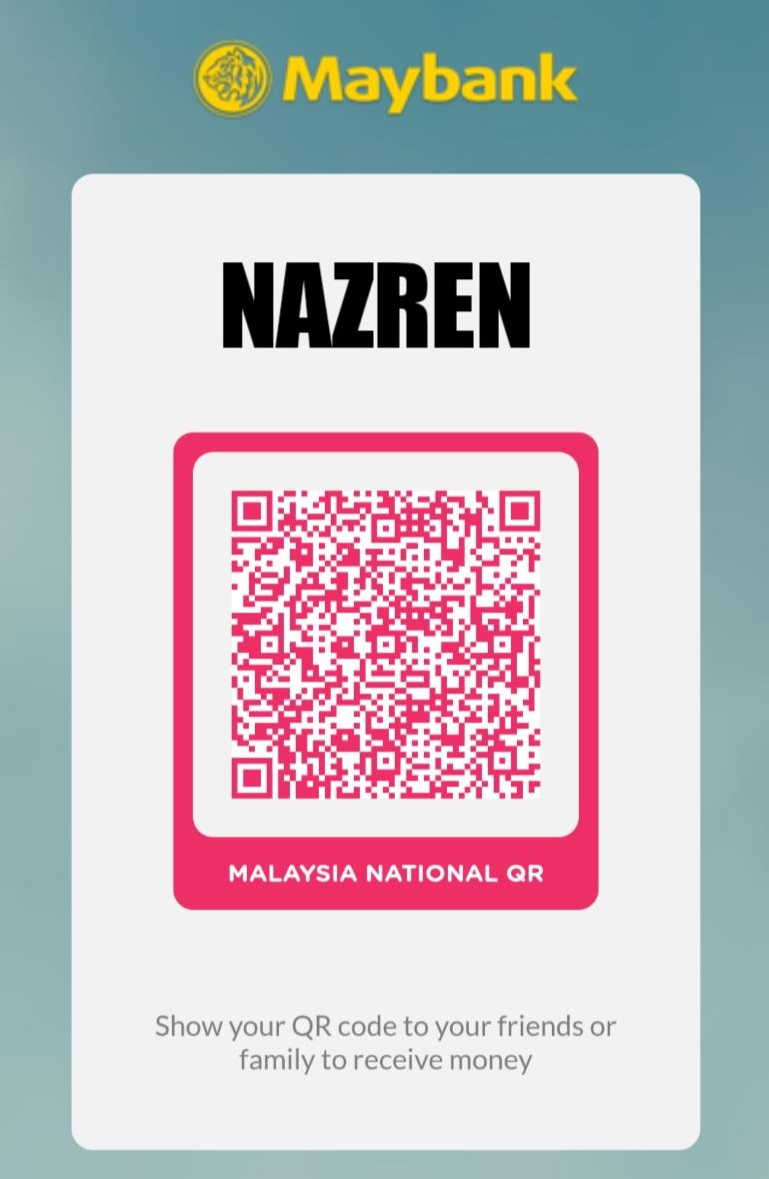 Maybank
NAZREN
MALAYSIA NATIONAL QR
Show your QR code to your friends or
family to receive money